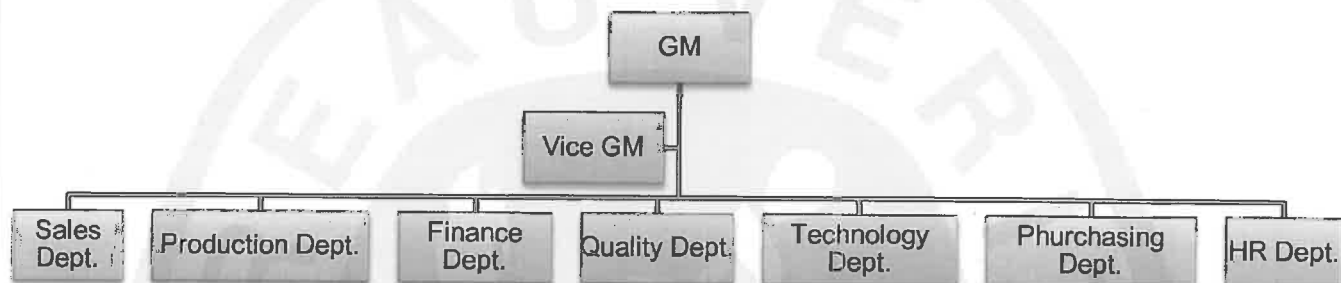 GM
Vice GM
Sales
Dept.
Production Dept.
Finance
Dept.
Quality Dept.
Technology
Dept.
Phurchasing
Dept.
HR Dept.